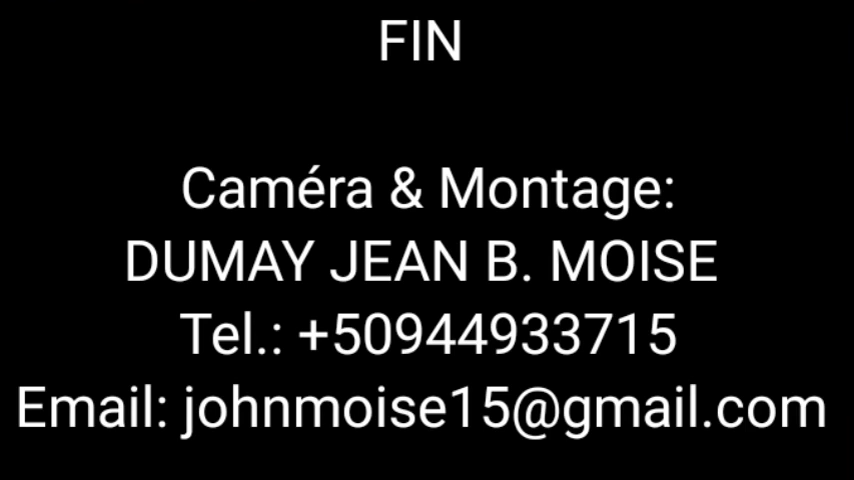 FIN
Caméra & Montage:
DUMAY JEAN B. MOISE
Tel.: +50944933715
Email: johnmoise15@gmail.com